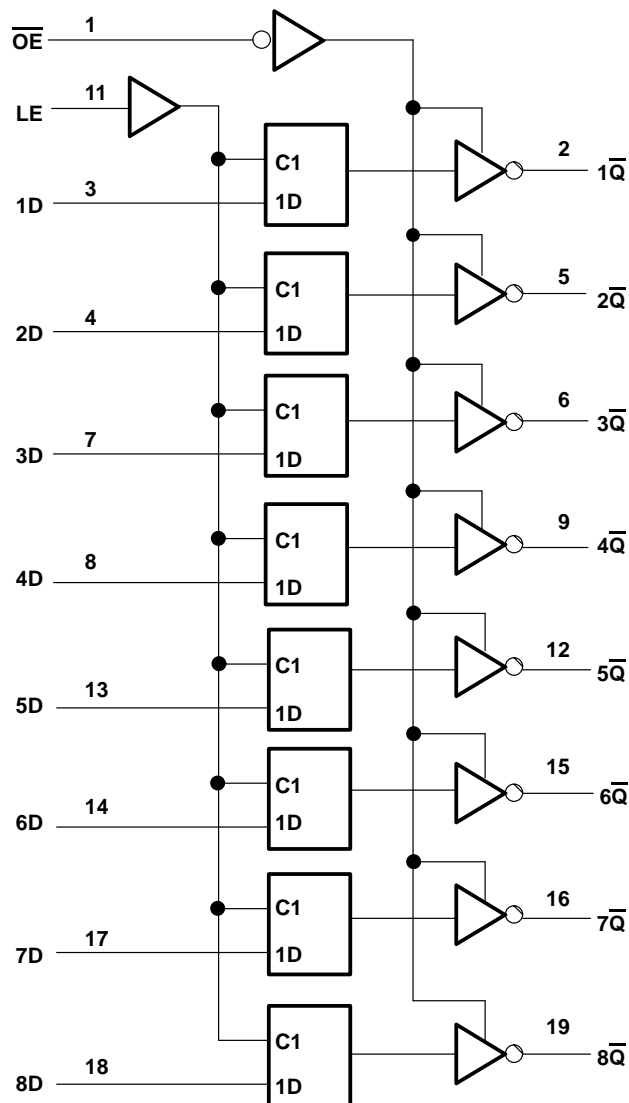 O̅E̅ 1
LE 11
C1
1D 3 1D 2 1Q̅
C1
2D 4 1D 5 2Q̅
C1
3D 7 1D 6 3Q̅
C1
4D 8 1D 9 4Q̅
C1
5D 13 1D 12 5Q̅
C1
6D 14 1D 15 6Q̅
C1
7D 17 1D 16 7Q̅
C1
8D 18 1D 19 8Q̅